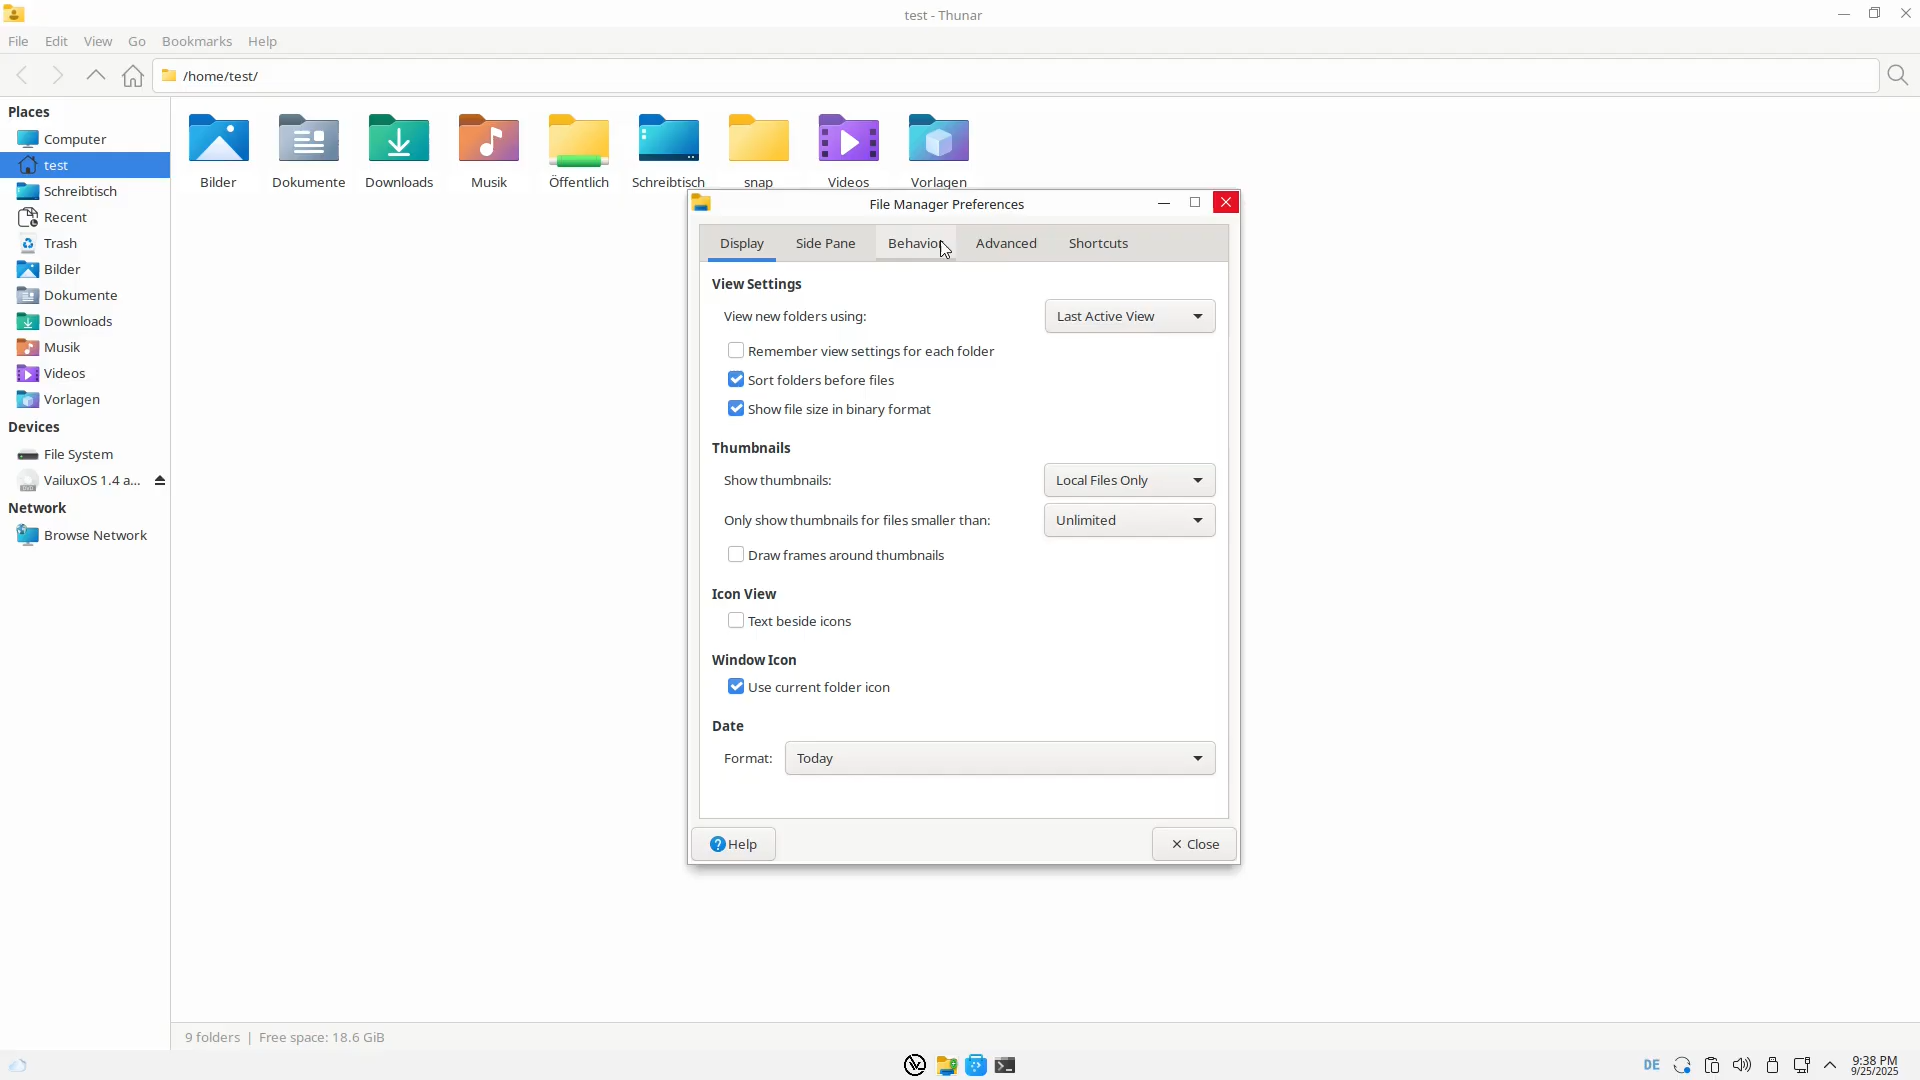 test - Thunar
File Edit View Go Bookmarks Help
/home/test/
Places
Computer
test
Schreibtisch
Recent
Trash
Bilder
Dokumente
Downloads
Musik
Videos
Vorlagen
Devices
File System
VailuxOS 1.4 a...
Network
Browse Network
Bilder Dokumente Downloads Musik Öffentlich Schreibtisch snap Videos Vorlagen
File Manager Preferences
Display Side Pane Behavior Advanced Shortcuts
View Settings
View new folders using: Last Active View
Remember view settings for each folder
Sort folders before files
Show file size in binary format
Thumbnails
Show thumbnails: Local Files Only
Only show thumbnails for files smaller than: Unlimited
Draw frames around thumbnails
Icon View
Text beside icons
Window Icon
Use current folder icon
Date
Format: Today
Help Close
9 folders | Free space: 18.6 GiB
DE 9:38 PM
9/25/2025